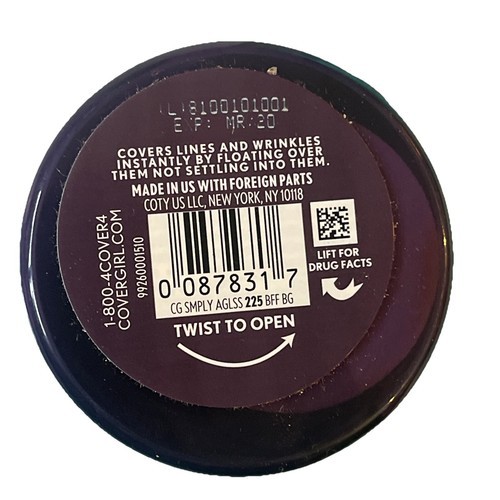 L 8100101001
EXP: MR 20
COVERS LINES AND WRINKLES
INSTANTLY BY FLOATING OVER
THEM NOT SETTLING INTO THEM.
MADE IN US WITH FOREIGN PARTS
COTY US LLC, NEW YORK, NY 10118
1-800-4COVER4
COVERGIRL.COM
99260001510
0 087831 7
CG SMPLY AGLSS 225 BFF BG
LIFT FOR
DRUG FACTS
TWIST TO OPEN